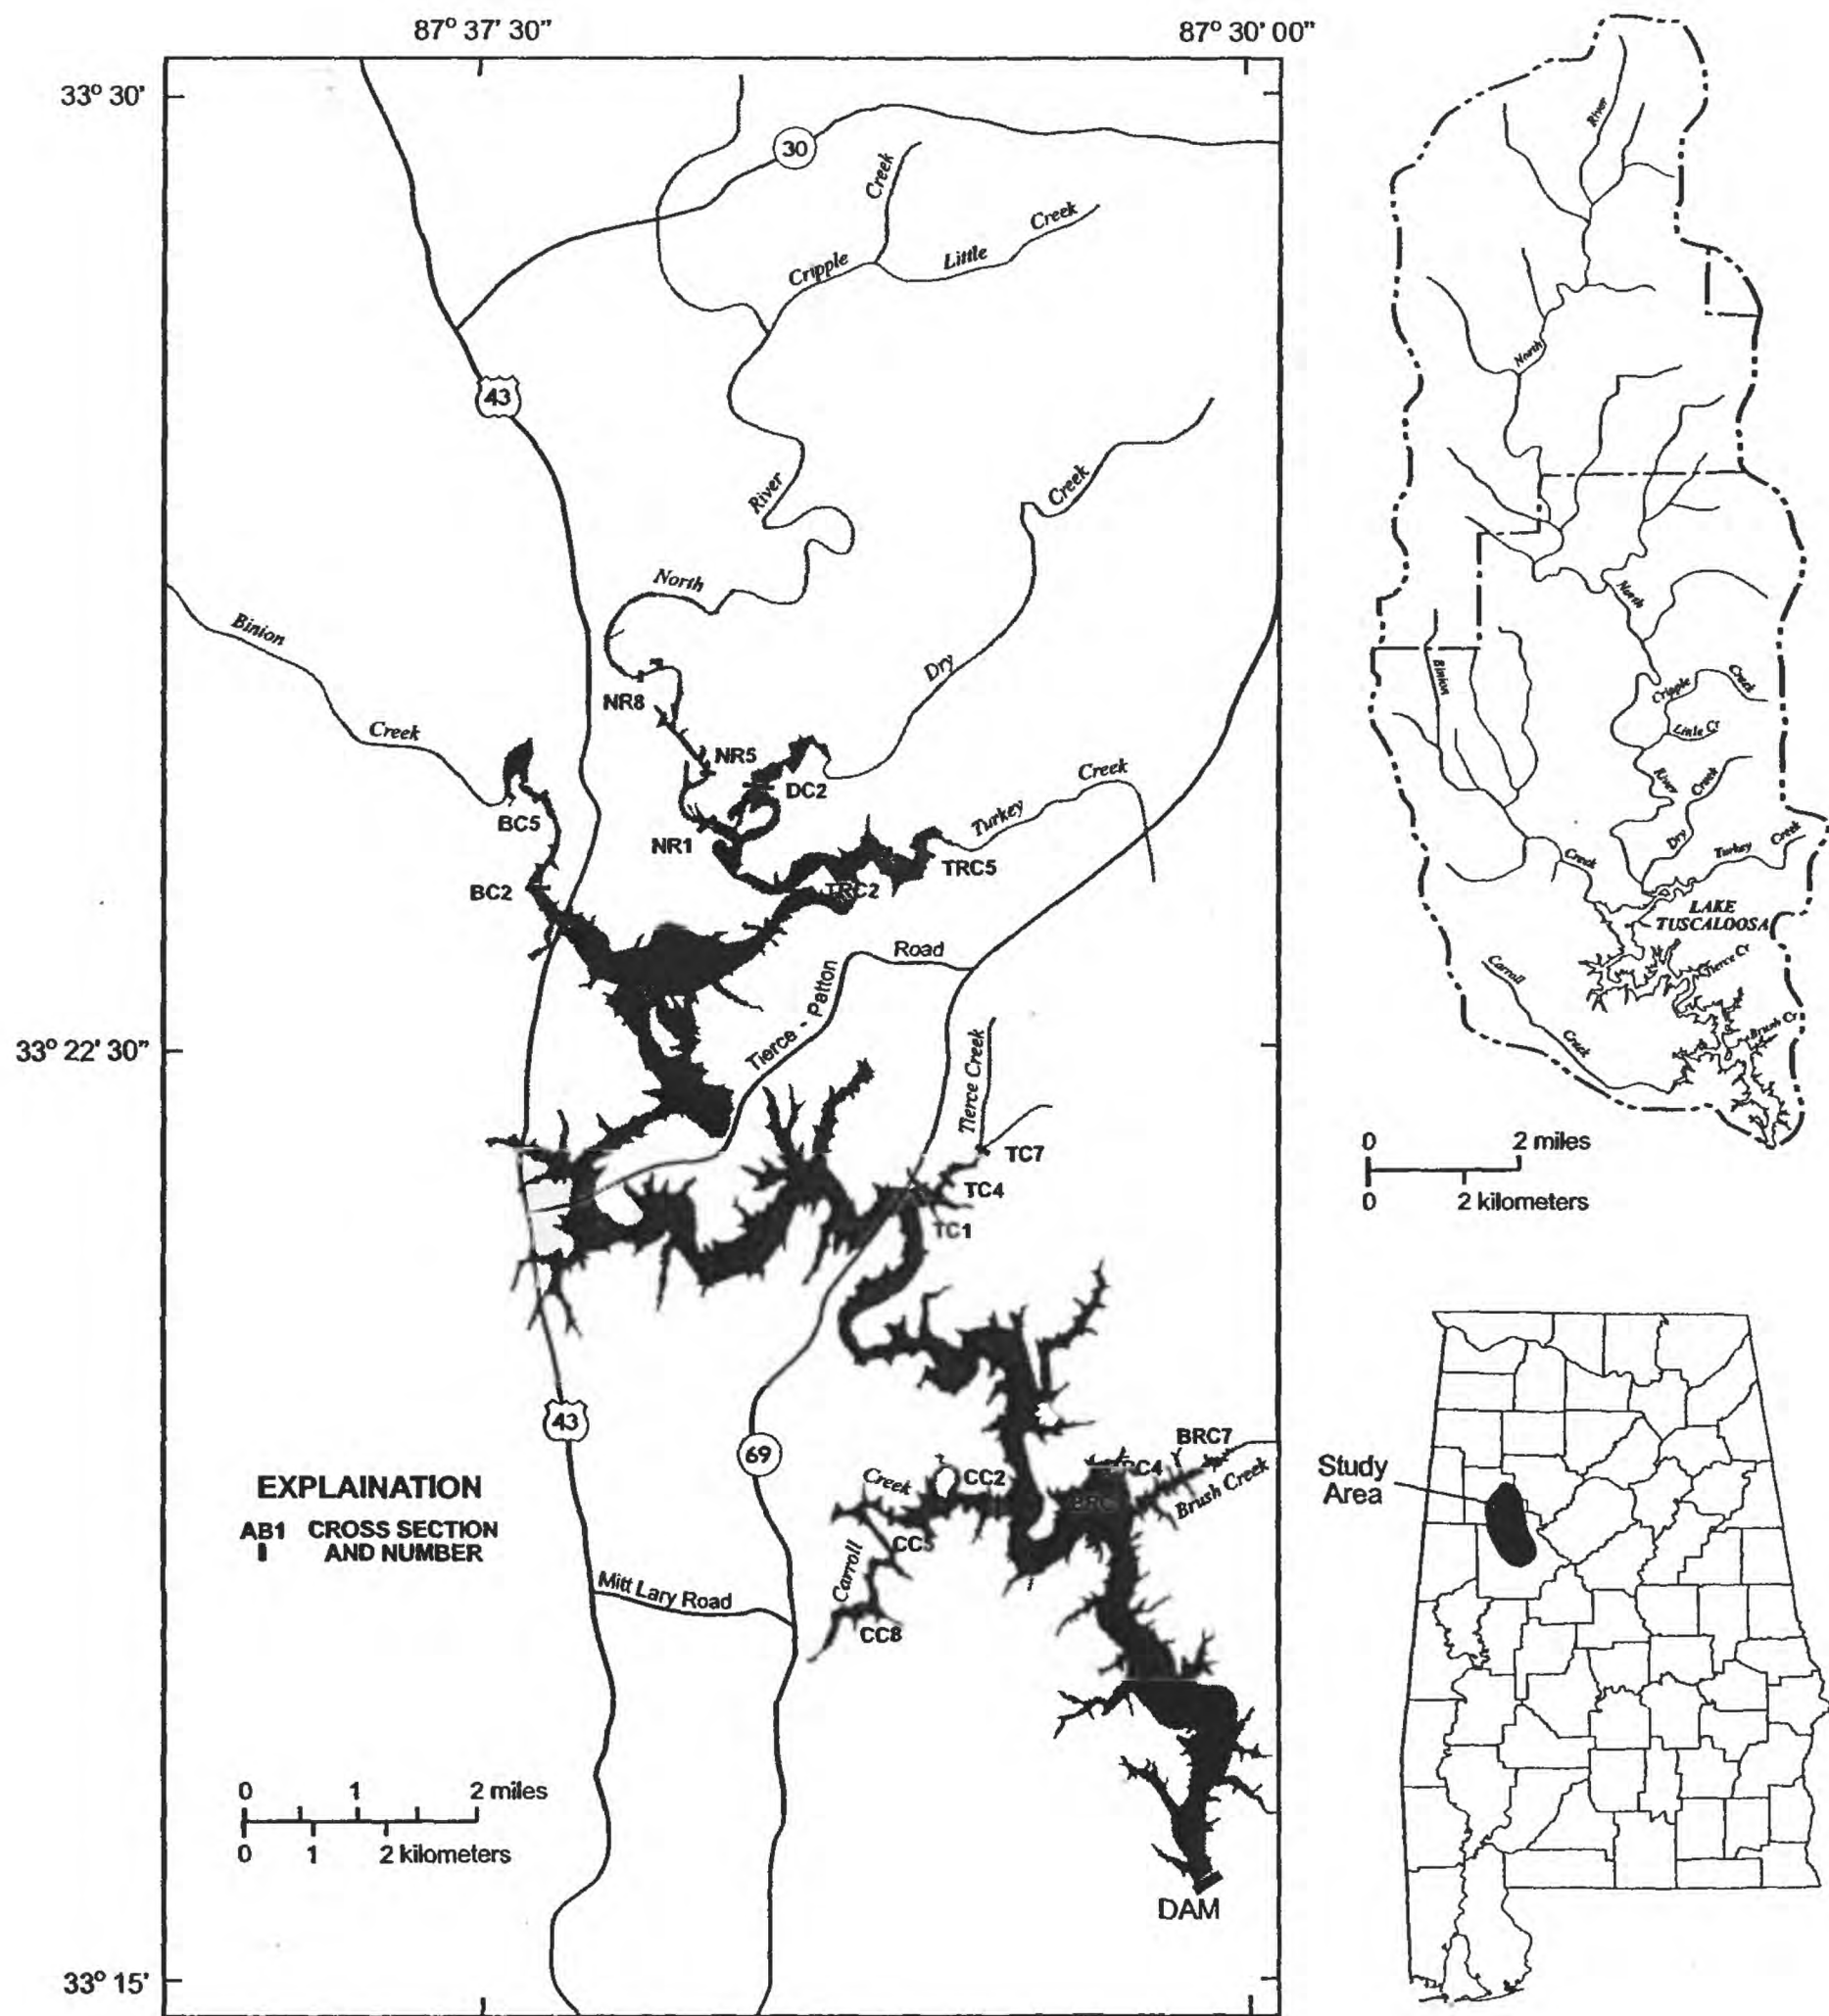 87° 37' 30"
87° 30' 00"
33° 30'
30
Creek
Cripple
Little
Creek
43
River
Creek
North
Binion
Dry
NR8
Creek
NR5
Creek
DC2
Turkey
BC5
NR1
TRC5
TRC2
BC2
Road
Tierce - Patton
33° 22' 30"
Tierce Creek
TC7
TC4
TC1
43
69
BRC7
Creek
CC2
Brush Creek
Carroll
CC8
EXPLAINATION
AB1 CROSS SECTION
AND NUMBER
Mitt Lary Road
0 1 2 miles
0 1 2 kilometers
DAM
33° 15'
River
North
North
Binion
Cripple
Creek
Little Cr
River
Creek
Dry
Turkey
Creek
Creek
LAKE
TUSCALOOSA
Tierce Cr
Carroll
Creek
Brush Cr
0 2 miles
0 2 kilometers
Study
Area